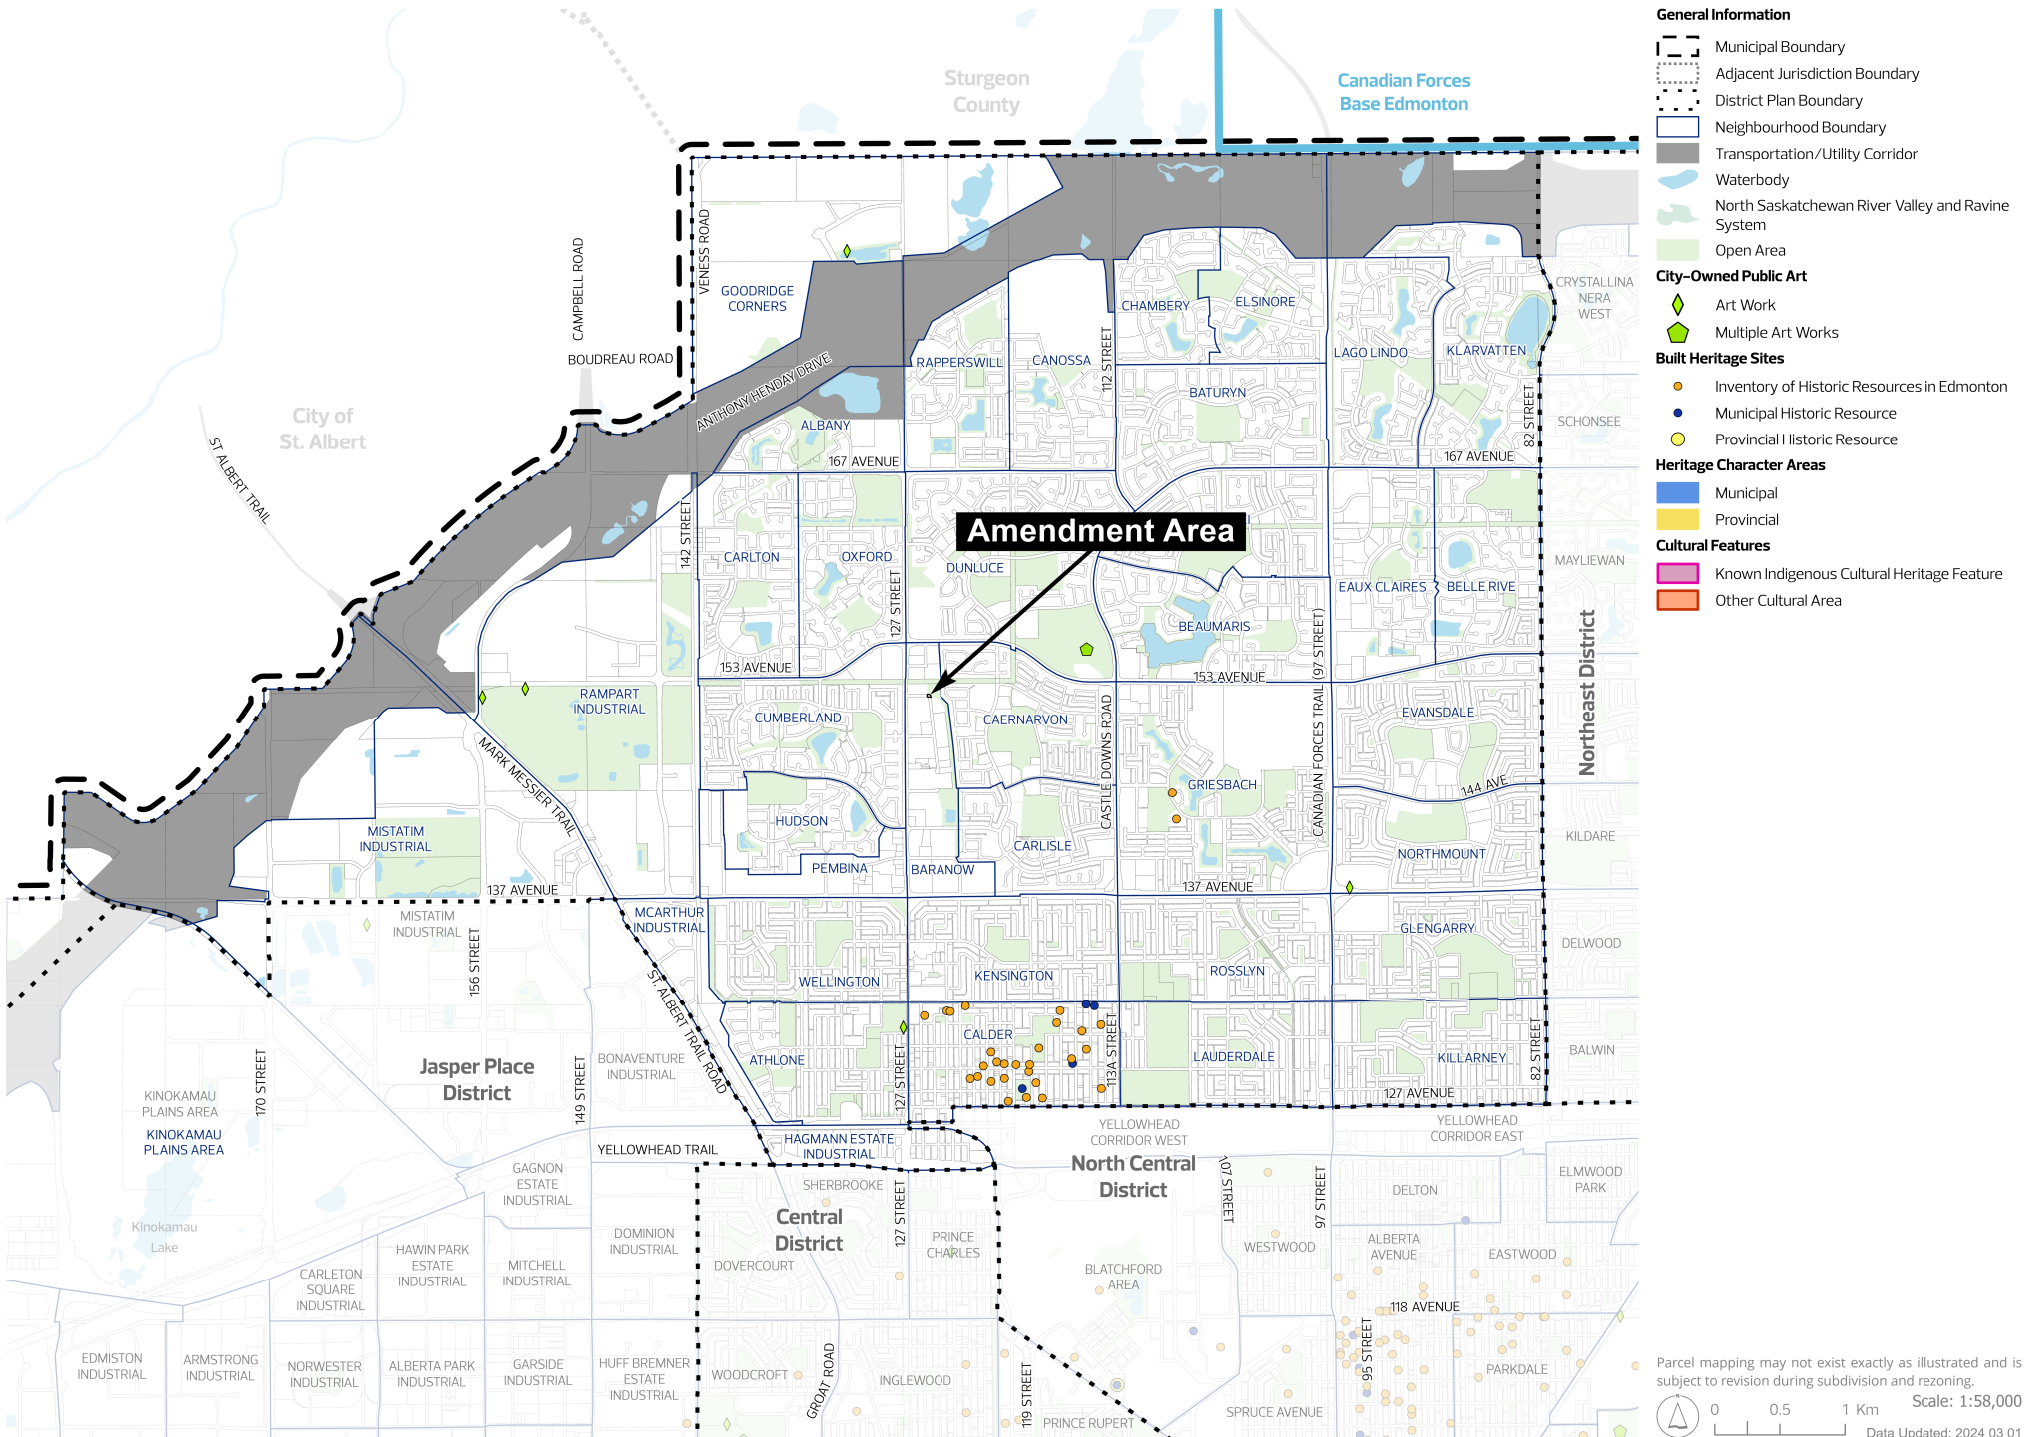 Sturgeon
County
Canadian Forces
Base Edmonton
City of
St. Albert
CAMPBELL ROAD
BOUDREAU ROAD
VENESS ROAD
ST ALBERT TRAIL
ANTHONY HENDAY DRIVE
GOODRIDGE
CORNERS
RAPPERSWILL
CANOSSA
112 STREET
CHAMBERY
ELSINORE
BATURYN
LAGO LINDO
KLARVATTEN
82 STREET
CRYSTALLINA
NERA
WEST
SCHONSEE
ALBANY
167 AVENUE
167 AVENUE
142 STREET
CARLTON
OXFORD
127 STREET
DUNLUCE
Amendment Area
BEAUMARIS
EAUX CLAIRES
BELLE RIVE
MAYLIEWAN
Northeast District
153 AVENUE
153 AVENUE
CANADIAN FORCES TRAIL (97 STREET)
RAMPART
INDUSTRIAL
CUMBERLAND
CAERNARVON
CASTLE DOWNS ROAD
EVANSDALE
MARK MESSIER TRAIL
GRIESBACH
144 AVE
MISTATIM
INDUSTRIAL
HUDSON
CARLISLE
KILDARE
PEMBINA
BARANOW
NORTHMOUNT
137 AVENUE
137 AVENUE
MISTATIM
INDUSTRIAL
MCARTHUR
INDUSTRIAL
156 STREET
GLENGARRY
DELWOOD
WELLINGTON
KENSINGTON
ROSSLYN
ST. ALBERT TRAIL ROAD
CALDER
113A STREET
ATHLONE
127 STREET
LAUDERDALE
KILLARNEY
82 STREET
BALWIN
127 AVENUE
170 STREET
Jasper Place
District
149 STREET
BONAVENTURE
INDUSTRIAL
KINOKAMAU
PLAINS AREA
KINOKAMAU
PLAINS AREA
YELLOWHEAD TRAIL
HAGMANN ESTATE
INDUSTRIAL
YELLOWHEAD
CORRIDOR WEST
YELLOWHEAD
CORRIDOR EAST
North Central
District
GAGNON
ESTATE
INDUSTRIAL
SHERBROOKE
107 STREET
97 STREET
DELTON
ELMWOOD
PARK
Central
District
127 STREET
Kinokamau
Lake
HAWIN PARK
ESTATE
INDUSTRIAL
DOMINION
INDUSTRIAL
PRINCE
CHARLES
WESTWOOD
ALBERTA
AVENUE
EASTWOOD
CARLETON
SQUARE
INDUSTRIAL
MITCHELL
INDUSTRIAL
DOVERCOURT
BLATCHFORD
AREA
118 AVENUE
EDMISTON
INDUSTRIAL
ARMSTRONG
INDUSTRIAL
NORWESTER
INDUSTRIAL
ALBERTA PARK
INDUSTRIAL
GARSIDE
INDUSTRIAL
HUFF BREMNER
ESTATE
INDUSTRIAL
WOODCROFT
GROAT ROAD
INGLEWOOD
119 STREET
PRINCE RUPERT
SPRUCE AVENUE
95 STREET
PARKDALE
General Information
Municipal Boundary
Adjacent Jurisdiction Boundary
District Plan Boundary
Neighbourhood Boundary
Transportation/Utility Corridor
Waterbody
North Saskatchewan River Valley and Ravine
System
Open Area
City-Owned Public Art
Art Work
Multiple Art Works
Built Heritage Sites
Inventory of Historic Resources in Edmonton
Municipal Historic Resource
Provincial Historic Resource
Heritage Character Areas
Municipal
Provincial
Cultural Features
Known Indigenous Cultural Heritage Feature
Other Cultural Area
Parcel mapping may not exist exactly as illustrated and is
subject to revision during subdivision and rezoning.
N
0 0.5 1 Km
Scale: 1:58,000
Data Updated: 2024 03 01